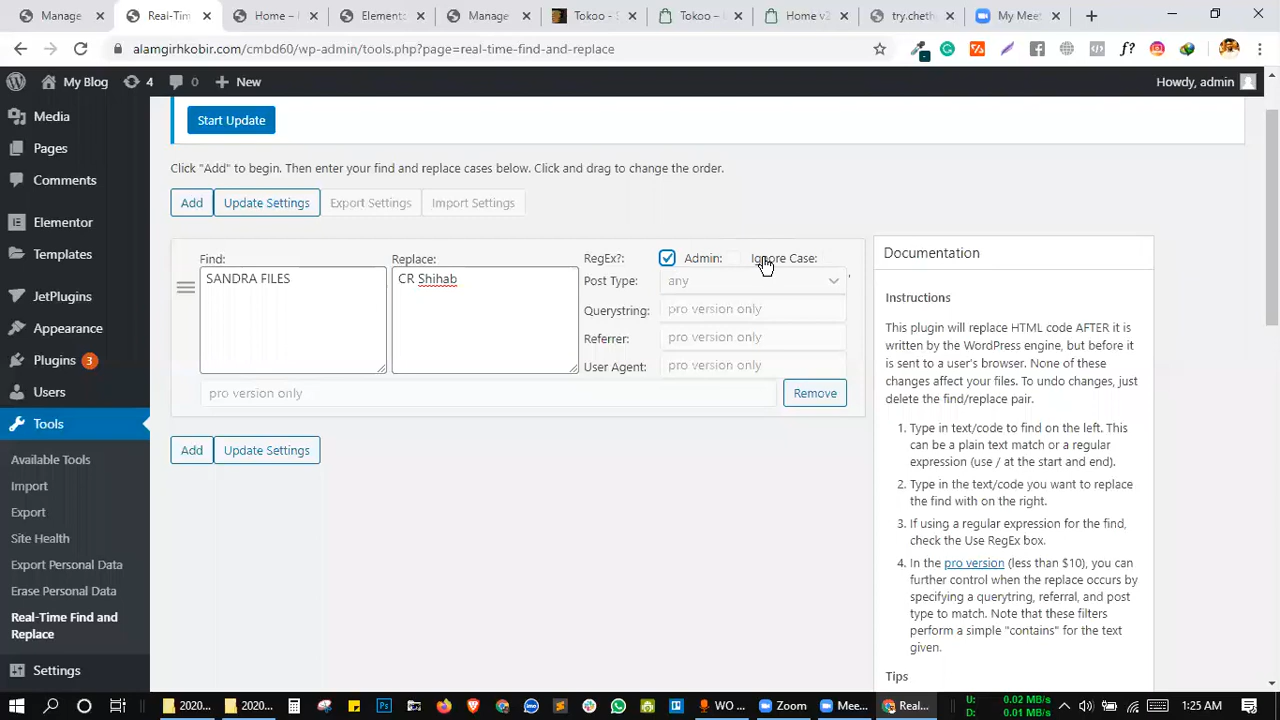 Manage
Real-Tim
Home –
Element
Manage
Tokoo -
Tokoo –
Home v2
try.cheth
My Meet
alamgirhkobir.com/cmbd60/wp-admin/tools.php?page=real-time-find-and-replace
My Blog
4
0
New
Howdy, admin
Media
Pages
Comments
Elementor
Templates
JetPlugins
Appearance
Plugins 3
Users
Tools
Available Tools
Import
Export
Site Health
Export Personal Data
Erase Personal Data
Real-Time Find and
Replace
Settings
Start Update
Click "Add" to begin. Then enter your find and replace cases below. Click and drag to change the order.
Add
Update Settings
Export Settings
Import Settings
Find:
Replace:
RegEx?:
Admin:
Ignore Case:
SANDRA FILES
CR Shihab
Post Type:
any
Querystring:
pro version only
Referrer:
pro version only
User Agent:
pro version only
pro version only
Remove
Add
Update Settings
Documentation
Instructions
This plugin will replace HTML code AFTER it is
written by the WordPress engine, but before it
is sent to a user's browser. None of these
changes affect your files. To undo changes, just
delete the find/replace pair.
1. Type in text/code to find on the left. This
can be a plain text match or a regular
expression (use / at the start and end).
2. Type in the text/code you want to replace
the find with on the right.
3. If using a regular expression for the find,
check the Use RegEx box.
4. In the pro version (less than $10), you can
further control when the replace occurs by
specifying a querytring, referral, and post
type to match. Note that these filters
perform a simple "contains" for the text
given.
Tips
2020...
2020...
WO ...
Zoom
Mee...
Real...
U: 0.02 MB/s
D: 0.01 MB/s
1:25 AM